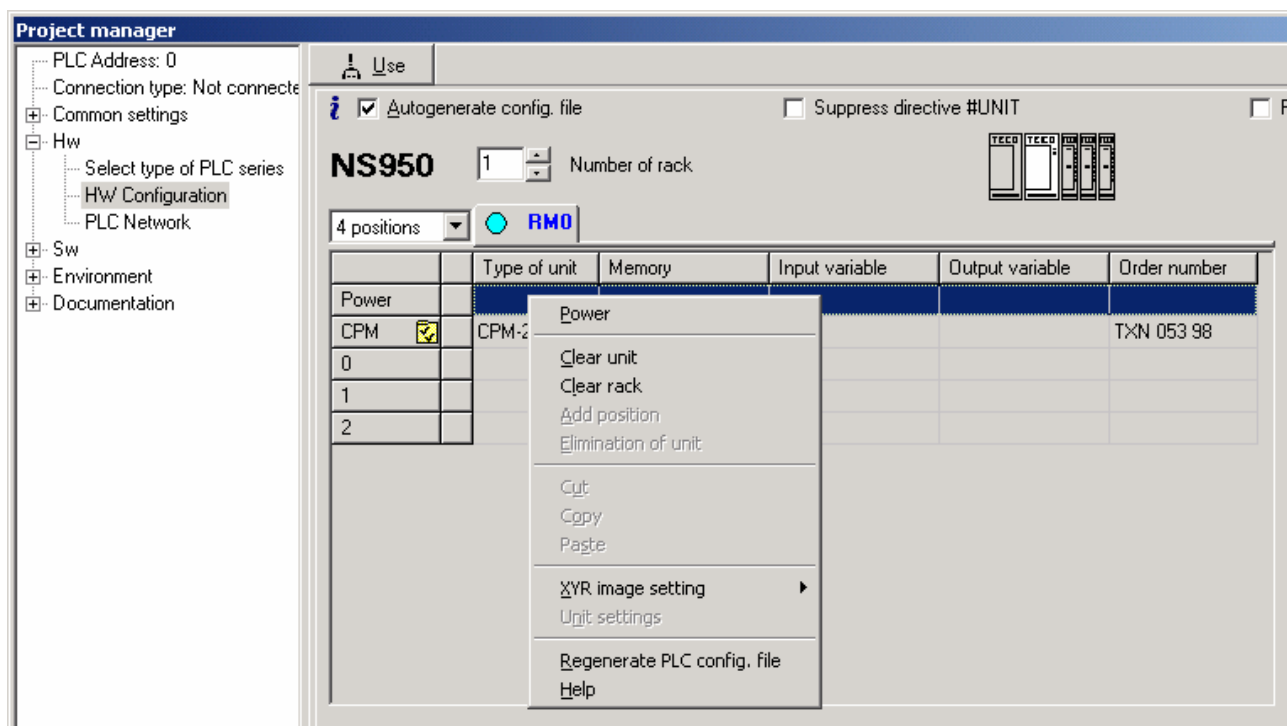 Project manager
PLC Address: 0
Connection type: Not connecte
Common settings
Hw
Select type of PLC series
HW Configuration
PLC Network
Sw
Environment
Documentation
Use
i Autogenerate config. file
Suppress directive #UNIT
NS950
1
Number of rack
TECO TECO
4 positions
RM0
Type of unit Memory Input variable Output variable Order number
Power
CPM CPM-2 TXN 053 98
0
1
2
Power
Clear unit
Clear rack
Add position
Elimination of unit
Cut
Copy
Paste
XYR image setting
Unit settings
Regenerate PLC config. file
Help